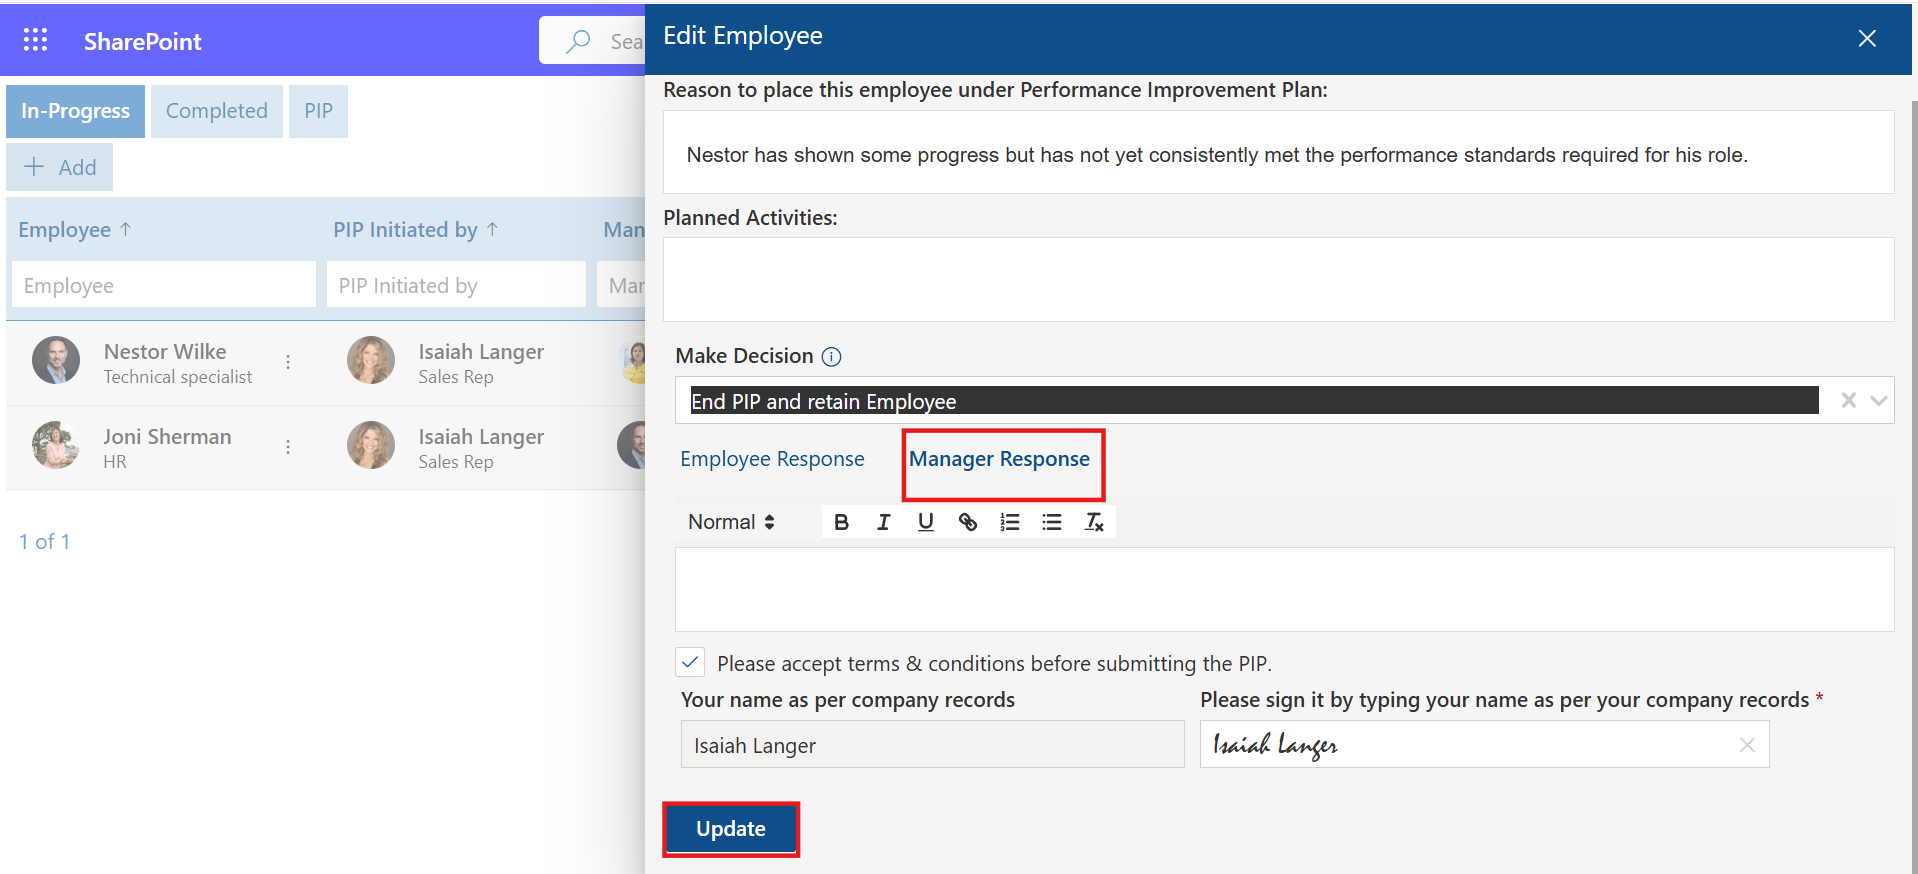 SharePoint
Sea
In-Progress Completed PIP
Add
Employee ↑ PIP Initiated by ↑ Man
Employee PIP Initiated by Mar
Nestor Wilke Isaiah Langer
Technical specialist Sales Rep
Joni Sherman Isaiah Langer
HR Sales Rep
1 of 1
Edit Employee
Reason to place this employee under Performance Improvement Plan:
Nestor has shown some progress but has not yet consistently met the performance standards required for his role.
Planned Activities:
Make Decision
End PIP and retain Employee
Employee Response Manager Response
Normal B I U
Please accept terms & conditions before submitting the PIP.
Your name as per company records Please sign it by typing your name as per your company records *
Isaiah Langer Isaiah Langer
Update